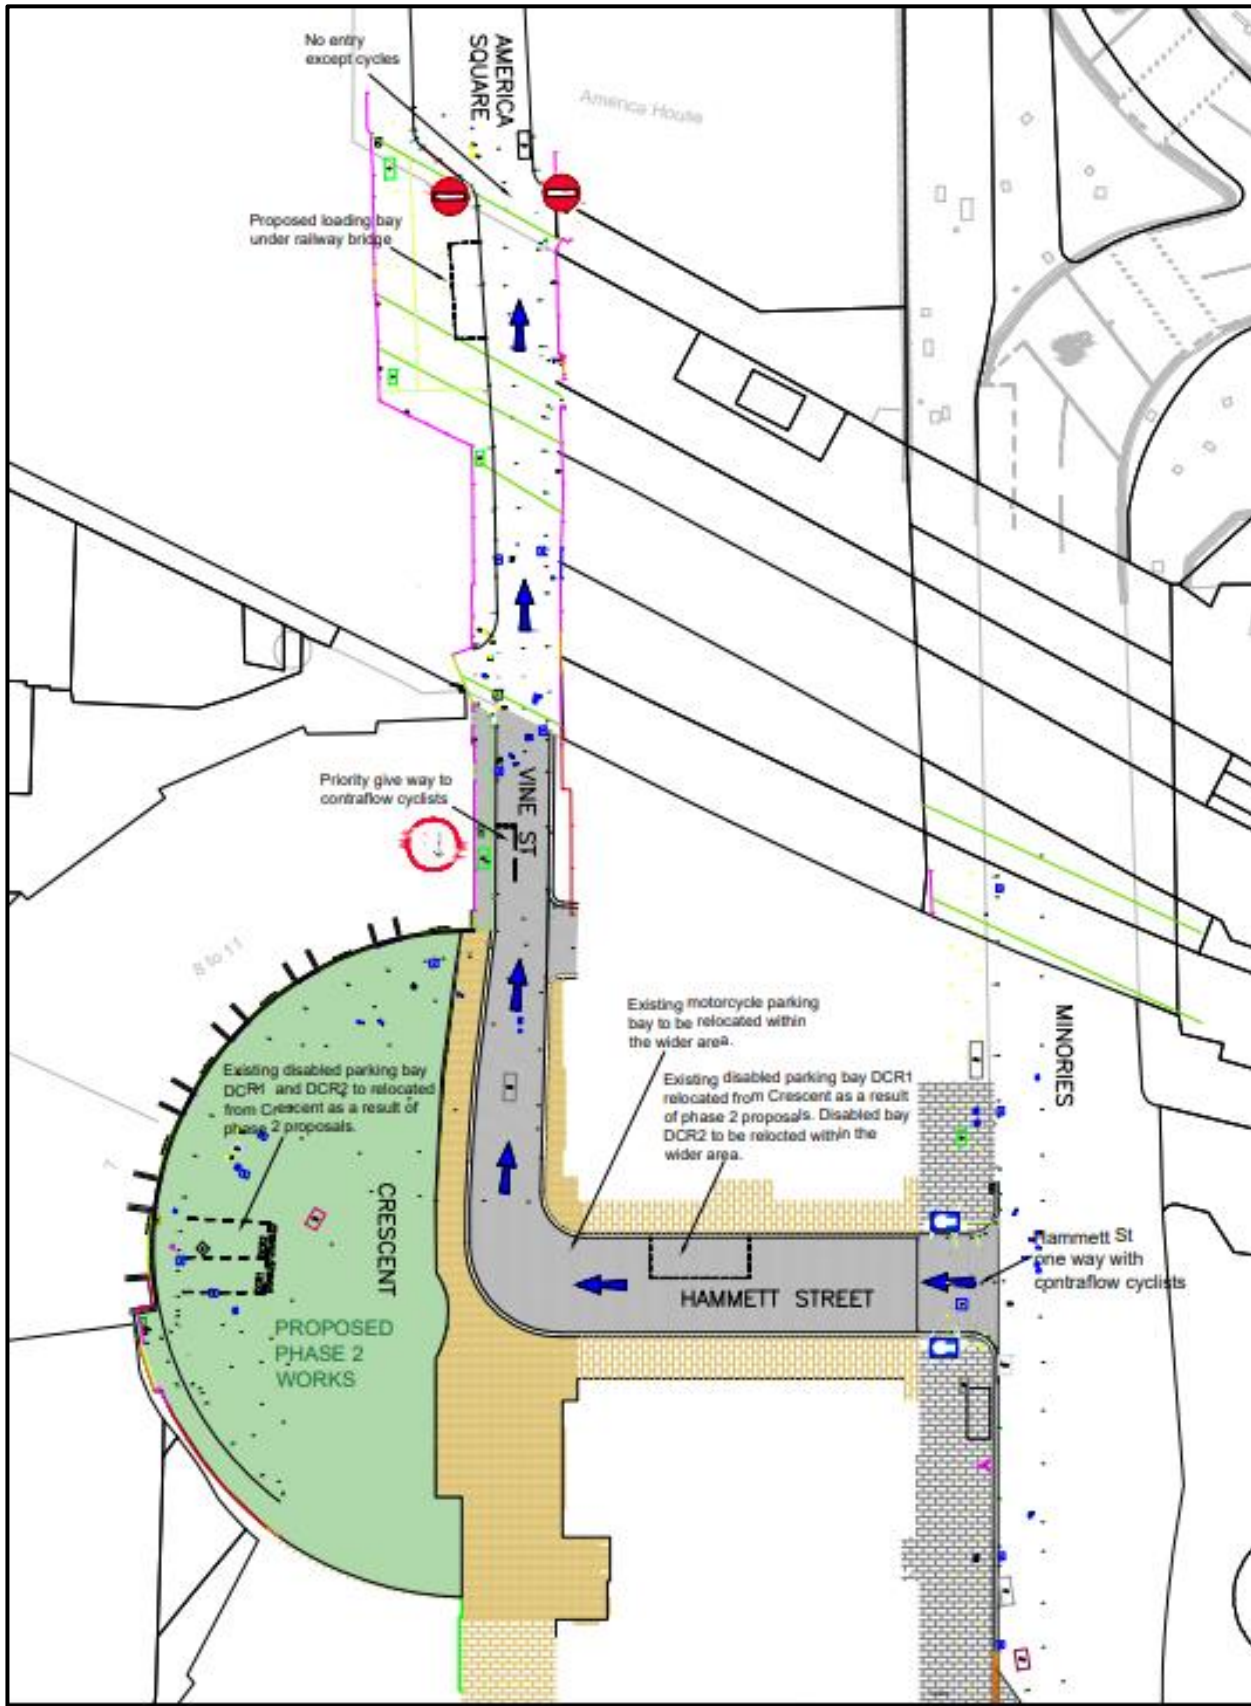 No entry
except cycles
AMERICA
SQUARE
America House
Proposed loading bay
under railway bridge
Priority give way to
contraflow cyclists
VINE ST
8 to 11
Existing motorcycle parking
bay to be relocated within
the wider area.
MINORIES
Existing disabled parking bay
DCR1 and DCR2 to relocated
from Crescent as a result of
phase 2 proposals.
Existing disabled parking bay DCR1
relocated from Crescent as a result
of phase 2 proposals. Disabled bay
DCR2 to be relocted within the
wider area.
7
CRESCENT
Hammett St
one way with
contraflow cyclists
HAMMETT STREET
PROPOSED
PHASE 2
WORKS